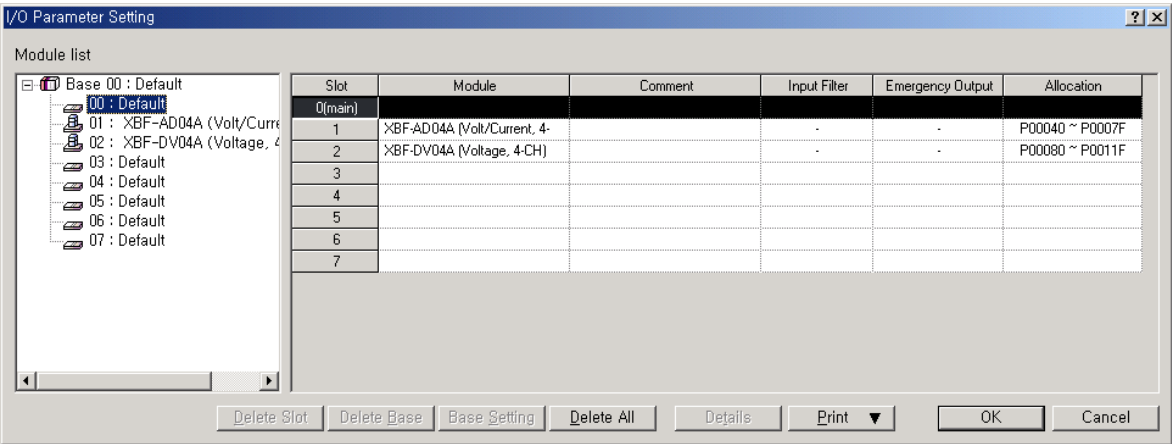 I/O Parameter Setting
Module list
Base 00 : Default
00 : Default
01 : XBF-AD04A (Volt/Curre
02 : XBF-DV04A (Voltage, 4
03 : Default
04 : Default
05 : Default
06 : Default
07 : Default
Slot Module Comment Input Filter Emergency Output Allocation
0(main)
1 XBF-AD04A (Volt/Current, 4- - - P00040 ~ P0007F
2 XBF-DV04A (Voltage, 4-CH) - - P00080 ~ P0011F
3
4
5
6
7
Delete Slot Delete Base Base Setting Delete All Details Print ▼ OK Cancel